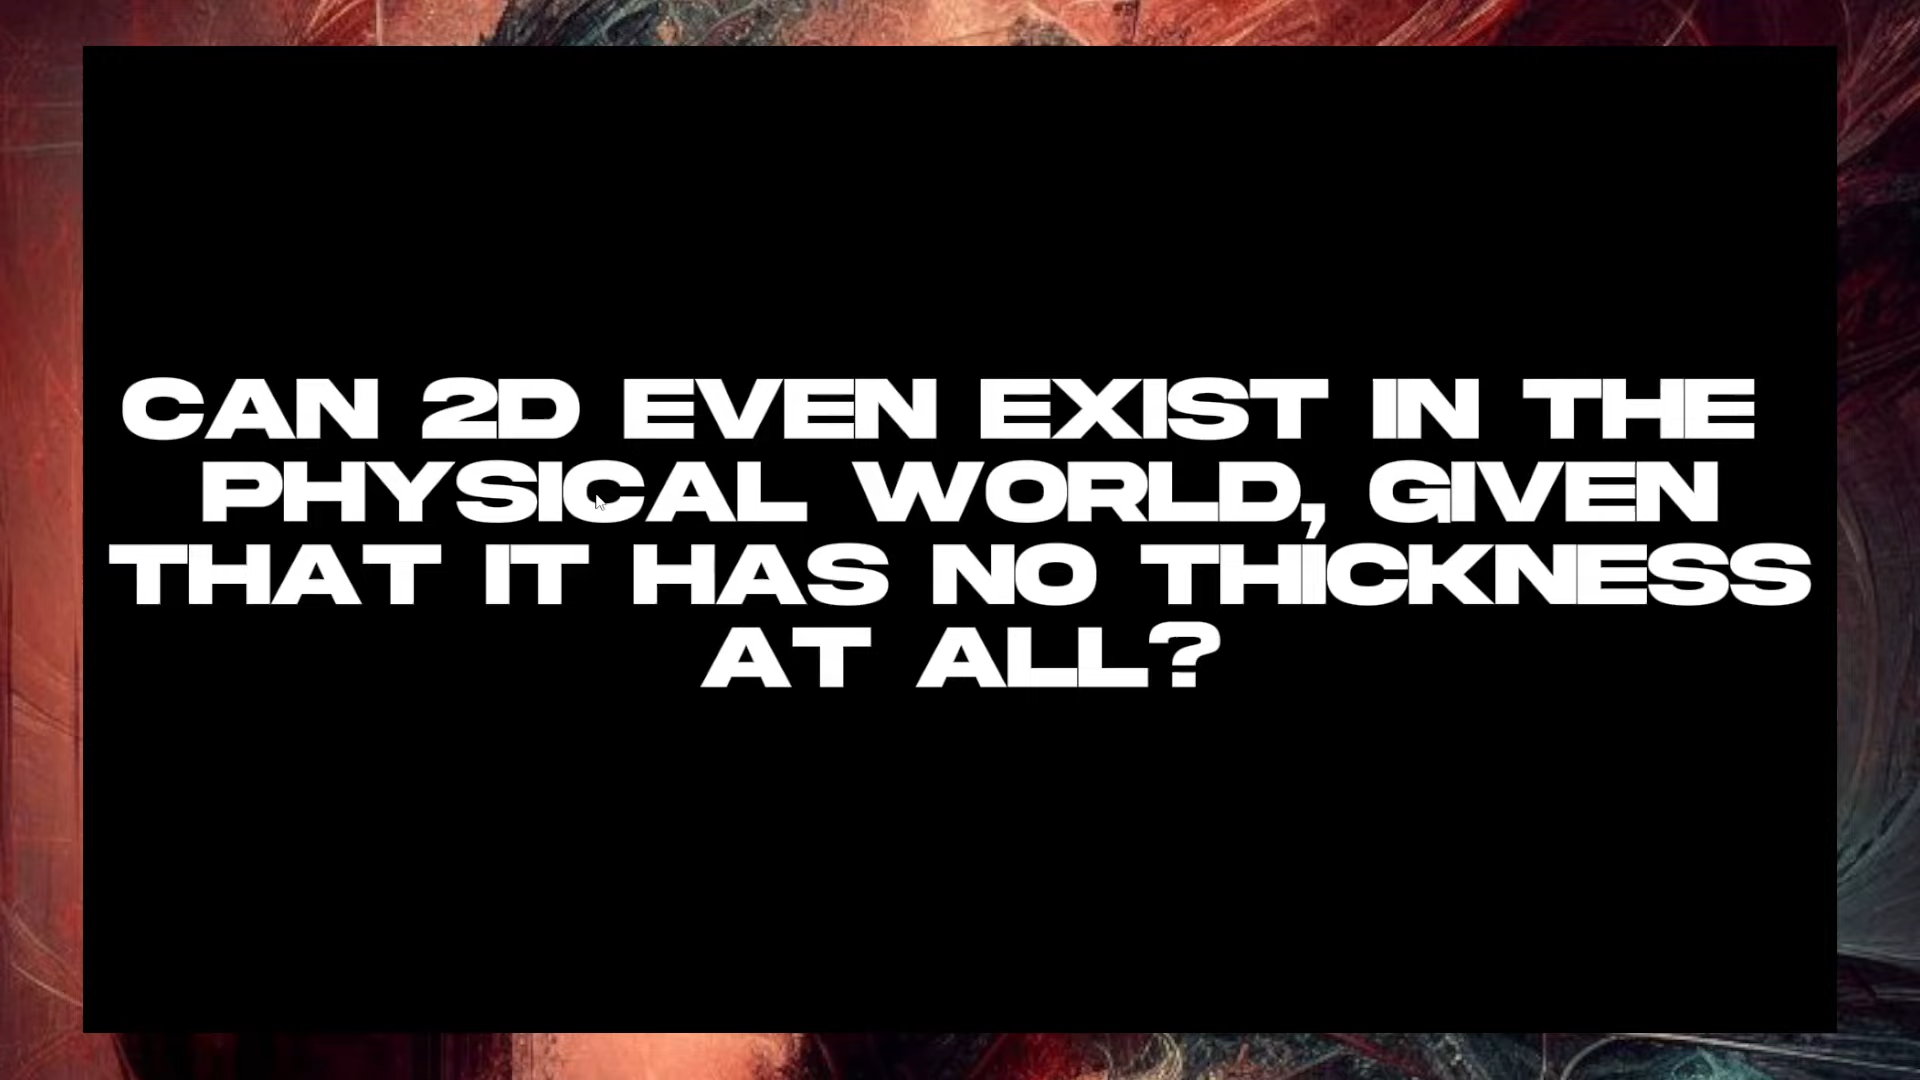 CAN 2D EVEN EXIST IN THE
PHYSICAL WORLD, GIVEN
THAT IT HAS NO THICKNESS
AT ALL?